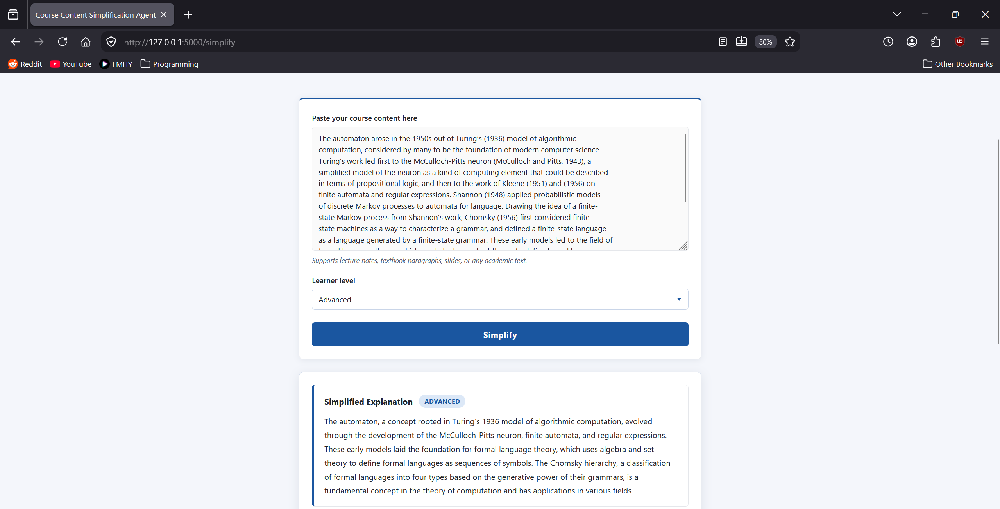 Course Content Simplification Agent
http://127.0.0.1:5000/simplify
80%
Reddit
YouTube
FMHY
Programming
Other Bookmarks
Paste your course content here
The automaton arose in the 1950s out of Turing’s (1936) model of algorithmic
computation, considered by many to be the foundation of modern computer science.
Turing’s work led first to the McCulloch-Pitts neuron (McCulloch and Pitts, 1943), a
simplified model of the neuron as a kind of computing element that could be described
in terms of propositional logic, and then to the work of Kleene (1951) and (1956) on
finite automata and regular expressions. Shannon (1948) applied probabilistic models
of discrete Markov processes to automata for language. Drawing the idea of a finite-
state Markov process from Shannon’s work, Chomsky (1956) first considered finite-
state machines as a way to characterize a grammar, and defined a finite-state language
as a language generated by a finite-state grammar. These early models led to the field of
formal language theory, which used algebra and set theory to define formal languages
Supports lecture notes, textbook paragraphs, slides, or any academic text.
Learner level
Advanced
Simplify
Simplified Explanation ADVANCED
The automaton, a concept rooted in Turing's 1936 model of algorithmic computation, evolved
through the development of the McCulloch-Pitts neuron, finite automata, and regular expressions.
These early models laid the foundation for formal language theory, which uses algebra and set
theory to define formal languages as sequences of symbols. The Chomsky hierarchy, a classification
of formal languages into four types based on the generative power of their grammars, is a
fundamental concept in the theory of computation and has applications in various fields.